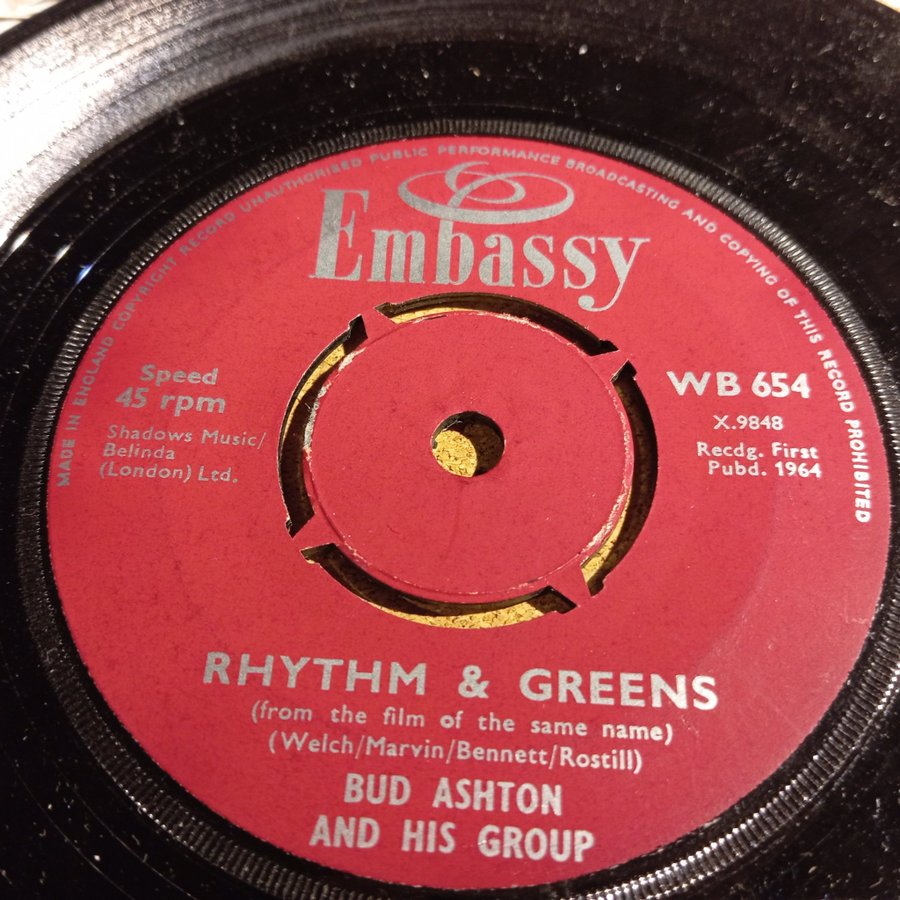 MADE IN ENGLAND COPYRIGHT RECORD UNAUTHORISED PUBLIC PERFORMANCE BROADCASTING AND COPYING OF THIS RECORD PROHIBITED
Embassy
Speed
45 rpm
Shadows Music/
Belinda
(London) Ltd.
WB 654
X.9848
Recdg. First
Pubd. 1964
RHYTHM & GREENS
(from the film of the same name)
(Welch/Marvin/Bennett/Rostill)
BUD ASHTON
AND HIS GROUP